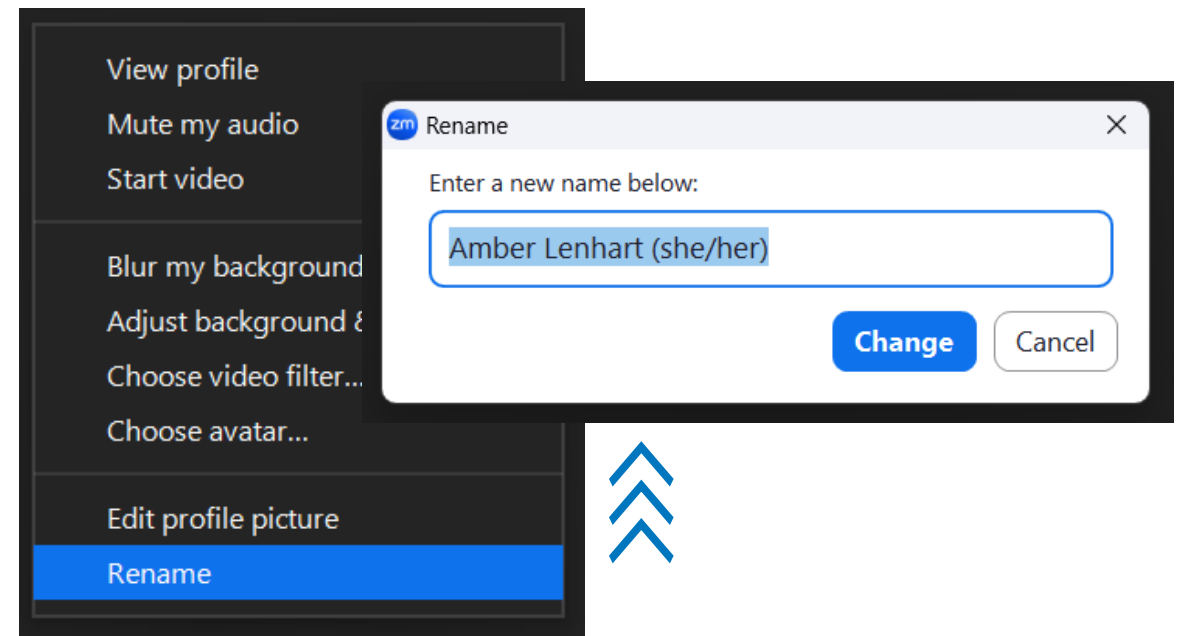 View profile
Mute my audio
Start video
Blur my background
Adjust background &
Choose video filter...
Choose avatar...
Edit profile picture
Rename
zm Rename
Enter a new name below:
Amber Lenhart (she/her)
Change Cancel